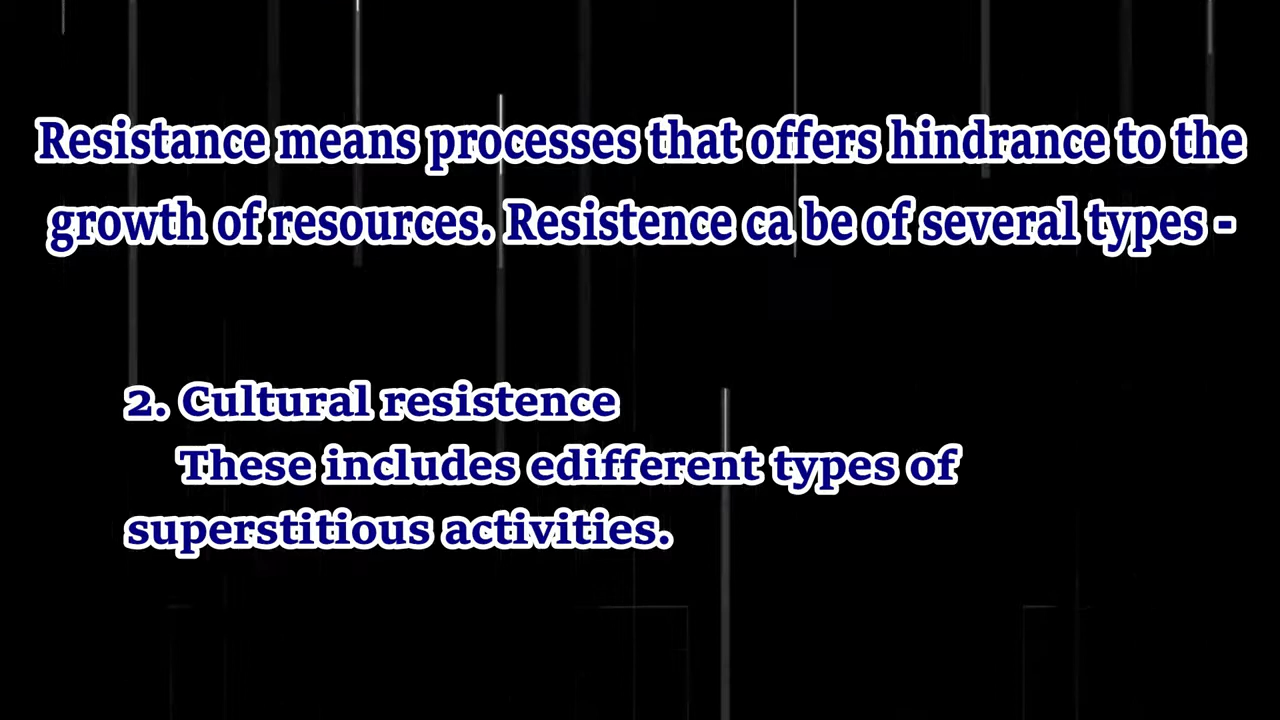 Resistance means processes that offers hindrance to the
growth of resources. Resistence ca be of several types -
2. Cultural resistence
These includes edifferent types of
superstitious activities.